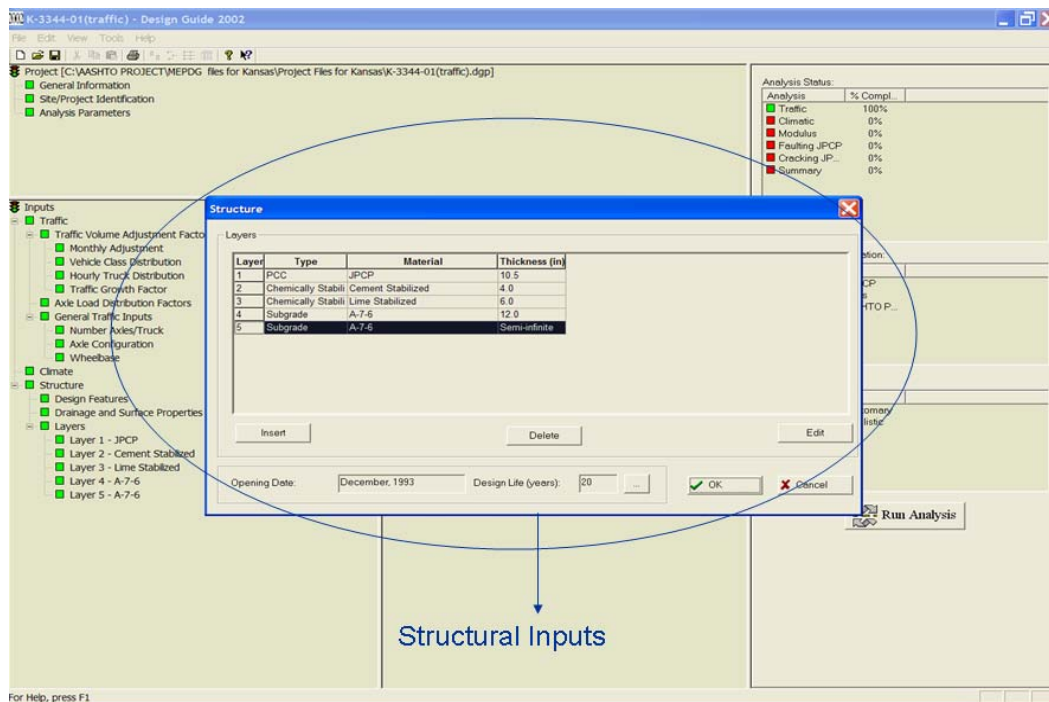 K-3344-01(traffic) - Design Guide 2002
File Edit View Tools Help
Project [C:\AASHTO PROJECT\MEPDG files for Kansas\Project Files for Kansas\K-3344-01(traffic).dgp]
General Information
Site/Project Identification
Analysis Parameters
Analysis Status:
Analysis % Compl...
Traffic 100%
Climatic 0%
Modulus 0%
Faulting JPCP 0%
Cracking JP... 0%
Summary 0%
Inputs
Traffic
Traffic Volume Adjustment Facto
Monthly Adjustment
Vehicle Class Distribution
Hourly Truck Distribution
Traffic Growth Factor
Axle Load Distribution Factors
General Traffic Inputs
Number Axles/Truck
Axle Configuration
Wheelbase
Climate
Structure
Design Features
Drainage and Surface Properties
Layers
Layer 1 - JPCP
Layer 2 - Cement Stabilized
Layer 3 - Lime Stabilized
Layer 4 - A-7-6
Layer 5 - A-7-6
Structure
Layers
Layer Type Material Thickness (in)
1 PCC JPCP 10.5
2 Chemically Stabili Cement Stabilized 4.0
3 Chemically Stabili Lime Stabilized 6.0
4 Subgrade A-7-6 12.0
5 Subgrade A-7-6 Semi-infinite
Insert Delete Edit
Opening Date: December, 1993 Design Life (years): 20 ... OK Cancel
ation:
CP
s
HTO P...
listic
Run Analysis
Structural Inputs
For Help, press F1